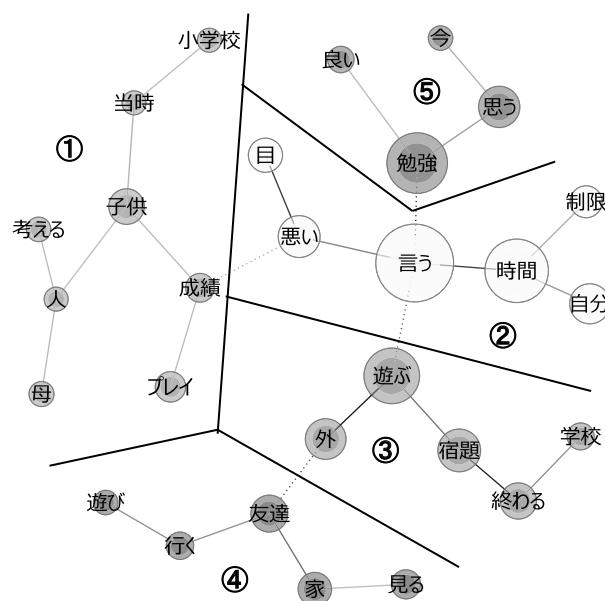 小学校
当時
①
子供
考える
人
成績
母
プレイ
今
良い
⑤
思う
勉強
目
制限
悪い
言う
時間
自分
②
遊ぶ
外
③
宿題
学校
終わる
遊び
友達
行く
④
家
見る